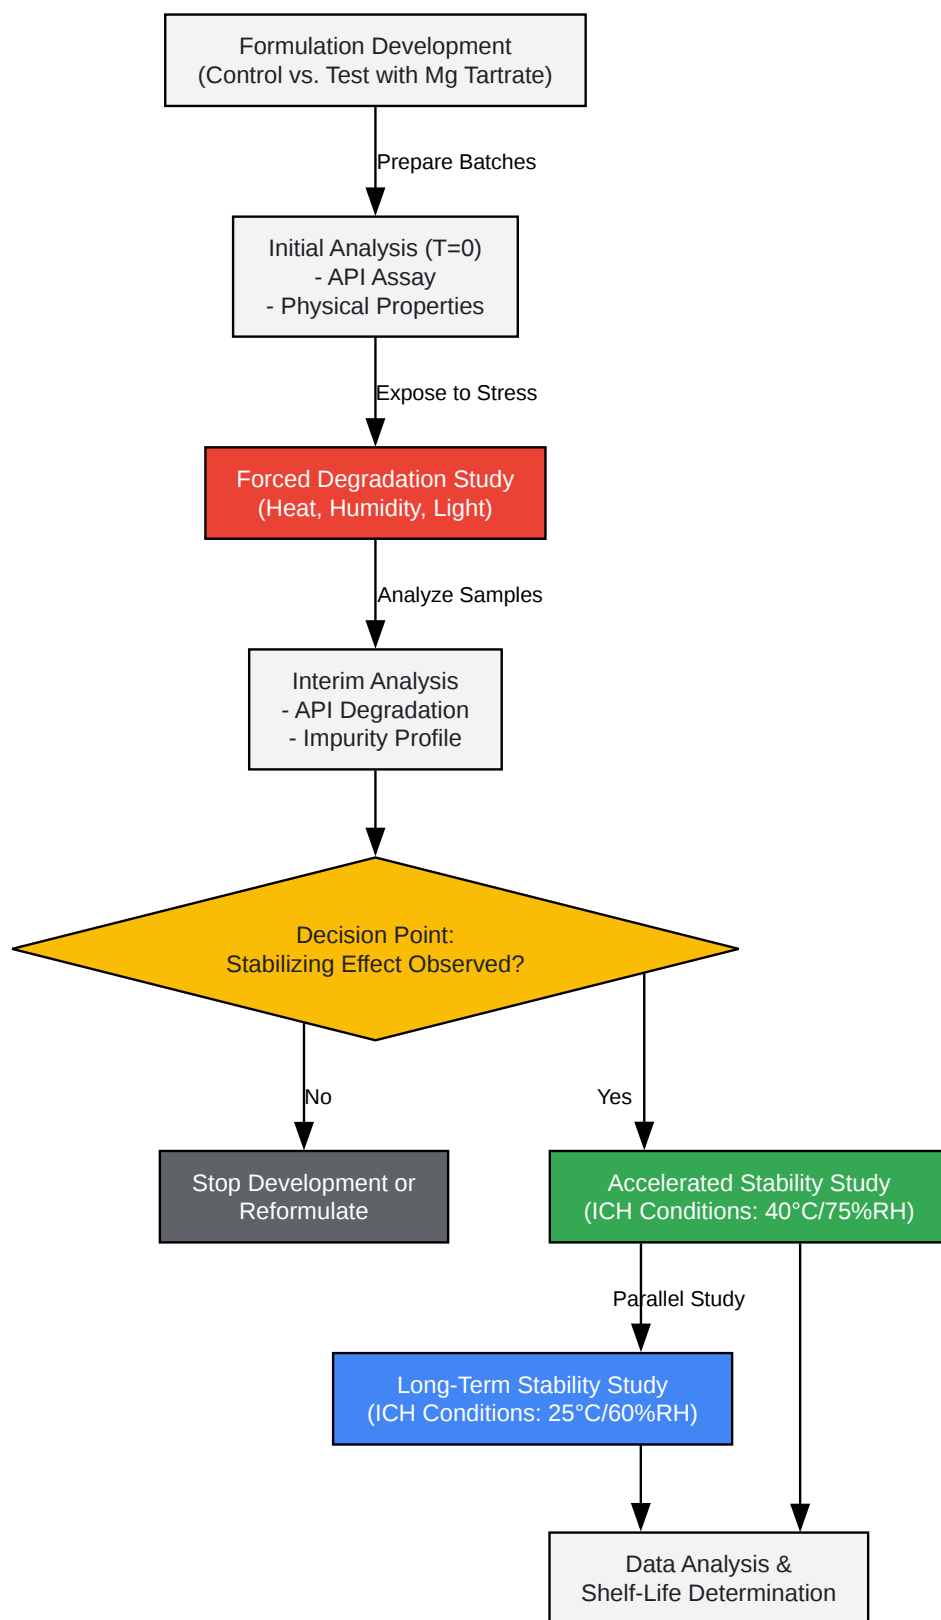 Formulation Development
(Control vs. Test with Mg Tartrate)
Prepare Batches
Initial Analysis (T=0)
- API Assay
- Physical Properties
Expose to Stress
Forced Degradation Study
(Heat, Humidity, Light)
Analyze Samples
Interim Analysis
- API Degradation
- Impurity Profile
Decision Point:
Stabilizing Effect Observed?
No
Yes
Stop Development or
Reformulate
Accelerated Stability Study
(ICH Conditions: 40°C/75%RH)
Parallel Study
Long-Term Stability Study
(ICH Conditions: 25°C/60%RH)
Data Analysis &
Shelf-Life Determination